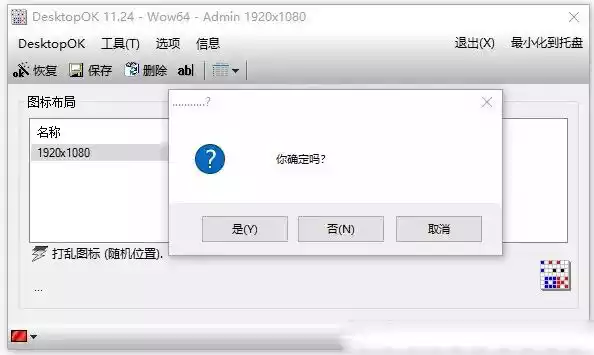 DesktopOK 11.24 - Wow64 - Admin 1920x1080
DesktopOK 工具(T) 选项 信息 退出(X) 最小化到托盘
恢复 保存 删除 ab|
图标布局
...........?
名称
1920x1080
你确定吗?
是(Y) 否(N) 取消
打乱图标 (随机位置).
...